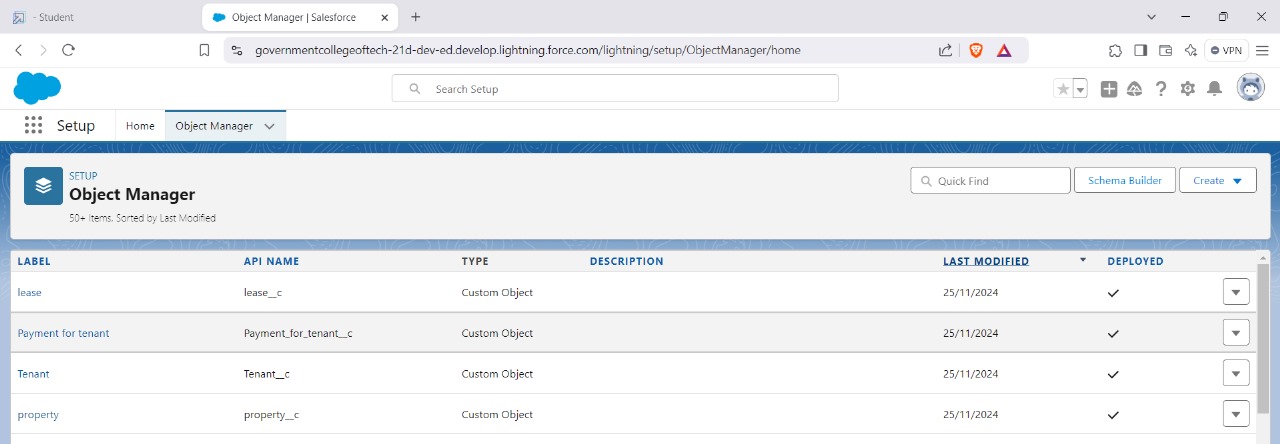 - Student
Object Manager | Salesforce
governmentcollegeoftech-21d-dev-ed.develop.lightning.force.com/lightning/setup/ObjectManager/home
VPN
Search Setup
Setup
Home
Object Manager
SETUP
Object Manager
50+ Items. Sorted by Last Modified
Quick Find
Schema Builder
Create
LABEL API NAME TYPE DESCRIPTION LAST MODIFIED DEPLOYED
lease lease__c Custom Object 25/11/2024
Payment for tenant Payment_for_tenant__c Custom Object 25/11/2024
Tenant Tenant__c Custom Object 25/11/2024
property property__c Custom Object 25/11/2024